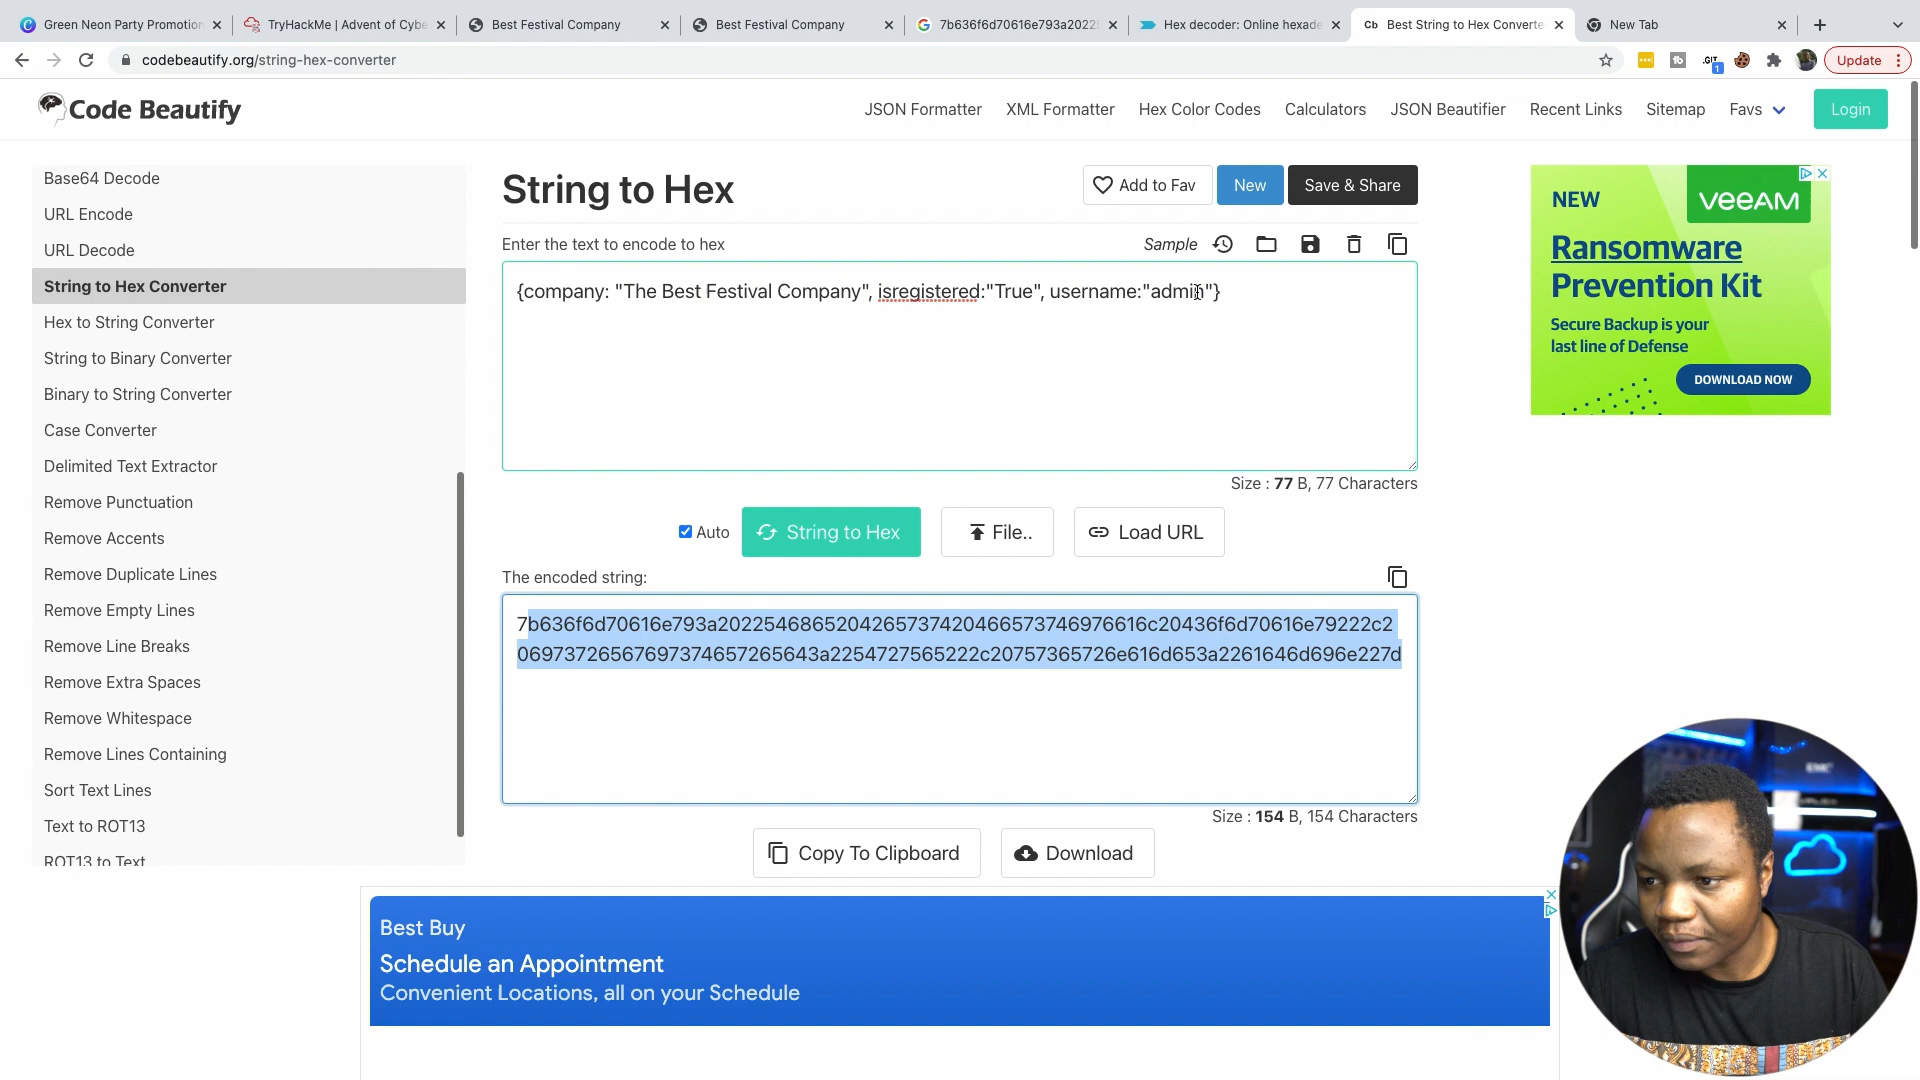 Green Neon Party Promotion
TryHackMe | Advent of Cybe
Best Festival Company
Best Festival Company
7b636f6d70616e793a2022
Hex decoder: Online hexade
Cb Best String to Hex Converte
New Tab
codebeautify.org/string-hex-converter
Update
Code Beautify
JSON Formatter
XML Formatter
Hex Color Codes
Calculators
JSON Beautifier
Recent Links
Sitemap
Favs
Login
Base64 Decode
URL Encode
URL Decode
String to Hex Converter
Hex to String Converter
String to Binary Converter
Binary to String Converter
Case Converter
Delimited Text Extractor
Remove Punctuation
Remove Accents
Remove Duplicate Lines
Remove Empty Lines
Remove Line Breaks
Remove Extra Spaces
Remove Whitespace
Remove Lines Containing
Sort Text Lines
Text to ROT13
ROT13 to Text
String to Hex
Add to Fav
New
Save & Share
Enter the text to encode to hex
Sample
{company: "The Best Festival Company", isregistered:"True", username:"admin"}
Size : 77 B, 77 Characters
Auto
String to Hex
File..
Load URL
The encoded string:
7b636f6d70616e793a2022546865204265737420466573746976616c20436f6d70616e79222c2
06973726567697374657265643a2254727565222c20757365726e616d653a2261646d696e227d
Size : 154 B, 154 Characters
Copy To Clipboard
Download
NEW
veeAM
Ransomware
Prevention Kit
Secure Backup is your
last line of Defense
DOWNLOAD NOW
Best Buy
Schedule an Appointment
Convenient Locations, all on your Schedule